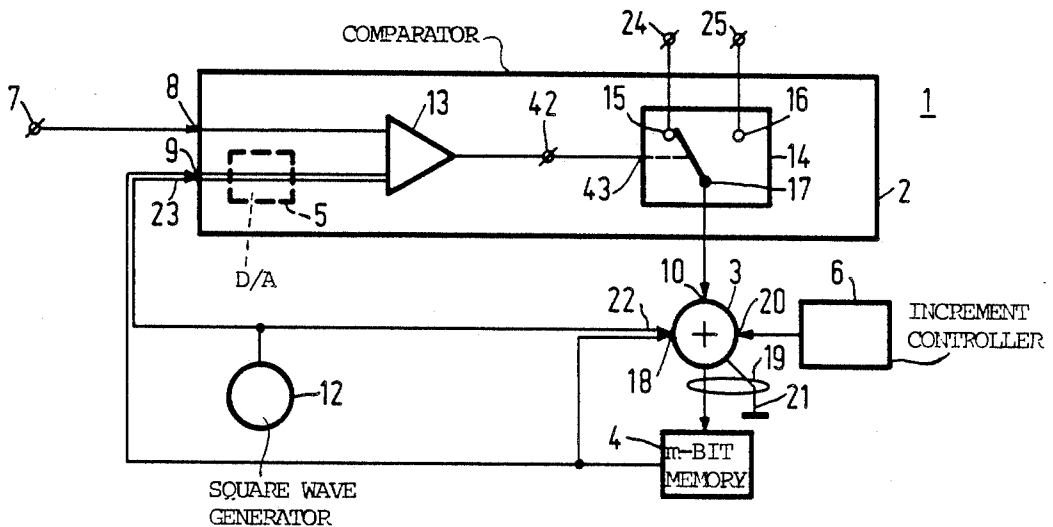 24 25
COMPARATOR
7 8 13 42 15 16 1
9
14
43 17
23 5 2
D/A
10 3 6
22 20
+
INCREMENT
CONTROLLER
18 19
12 21
4 m-BIT
MEMORY
SQUARE WAVE
GENERATOR